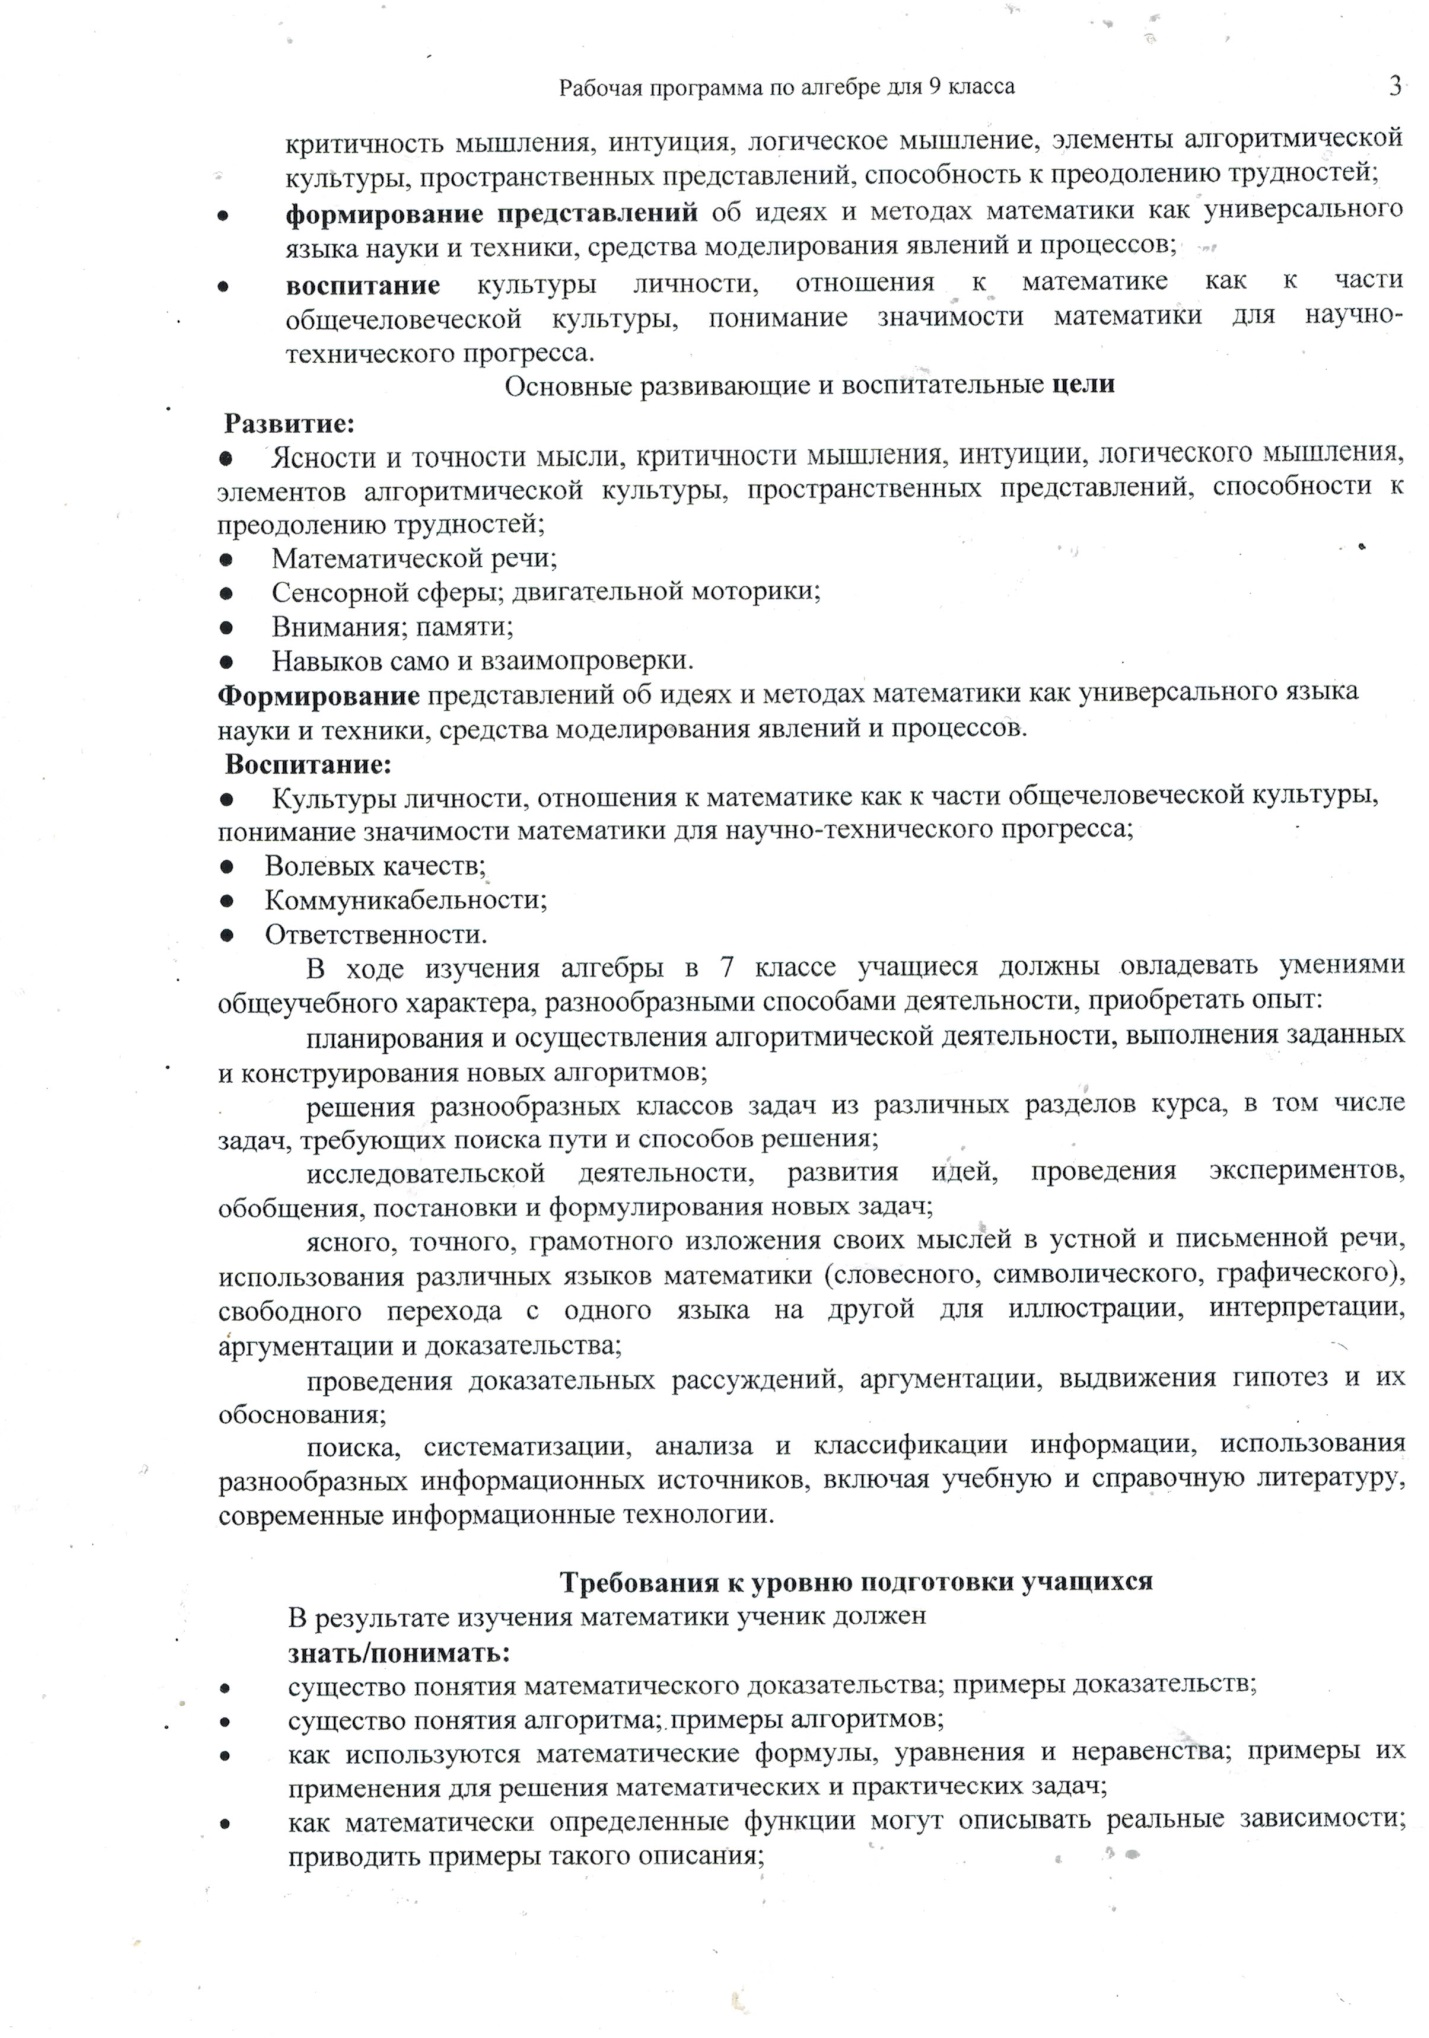 Рабочая программа по алгебре для 9 класса
3
критичность мышления, интуиция, логическое мышление, элементы алгоритмической
культуры, пространственных представлений, способность к преодолению трудностей;
● формирование представлений об идеях и методах математики как универсального
языка науки и техники, средства моделирования явлений и процессов;
● воспитание культуры личности, отношения к математике как к части
общечеловеческой культуры, понимание значимости математики для научно-
технического прогресса.
Основные развивающие и воспитательные цели
Развитие:
● Ясности и точности мысли, критичности мышления, интуиции, логического мышления,
элементов алгоритмической культуры, пространственных представлений, способности к
преодолению трудностей;
● Математической речи;
● Сенсорной сферы; двигательной моторики;
● Внимания; памяти;
● Навыков само и взаимопроверки.
Формирование представлений об идеях и методах математики как универсального языка
науки и техники, средства моделирования явлений и процессов.
Воспитание:
● Культуры личности, отношения к математике как к части общечеловеческой культуры,
понимание значимости математики для научно-технического прогресса;
● Волевых качеств;
● Коммуникабельности;
● Ответственности.
В ходе изучения алгебры в 7 классе учащиеся должны овладевать умениями
общеучебного характера, разнообразными способами деятельности, приобретать опыт:
планирования и осуществления алгоритмической деятельности, выполнения заданных
и конструирования новых алгоритмов;
решения разнообразных классов задач из различных разделов курса, в том числе
задач, требующих поиска пути и способов решения;
исследовательской деятельности, развития идей, проведения экспериментов,
обобщения, постановки и формулирования новых задач;
ясного, точного, грамотного изложения своих мыслей в устной и письменной речи,
использования различных языков математики (словесного, символического, графического),
свободного перехода с одного языка на другой для иллюстрации, интерпретации,
аргументации и доказательства;
проведения доказательных рассуждений, аргументации, выдвижения гипотез и их
обоснования;
поиска, систематизации, анализа и классификации информации, использования
разнообразных информационных источников, включая учебную и справочную литературу,
современные информационные технологии.
Требования к уровню подготовки учащихся
В результате изучения математики ученик должен
знать/понимать:
● существо понятия математического доказательства; примеры доказательств;
● существо понятия алгоритма; примеры алгоритмов;
● как используются математические формулы, уравнения и неравенства; примеры их
применения для решения математических и практических задач;
● как математически определенные функции могут описывать реальные зависимости;
приводить примеры такого описания;